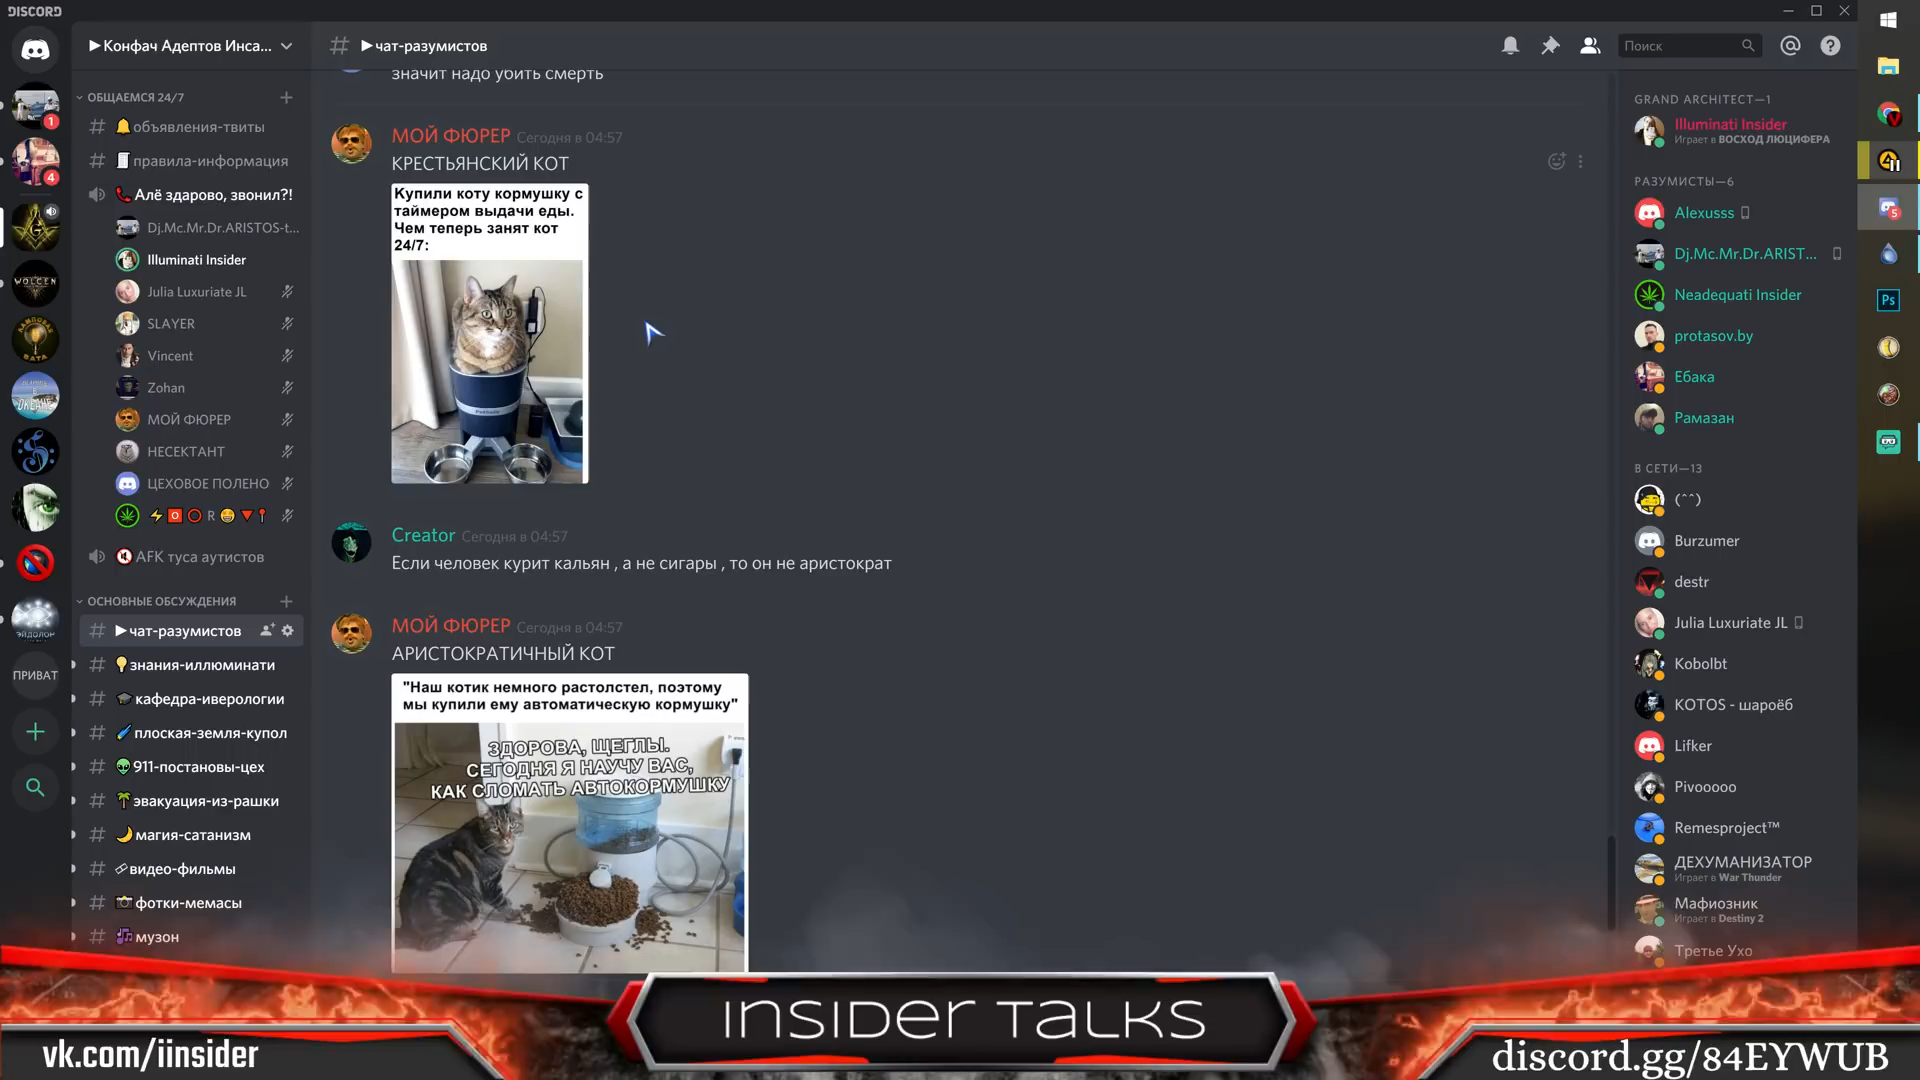 DISCORD
▶Конфач Адептов Инса...
▶чат-разумистов
Поиск
ОБЩАЕМСЯ 24/7
объявления-твиты
правила-информация
Алё здарово, звонил?!
Dj.Mc.Mr.Dr.ARISTOS-t...
Illuminati Insider
Julia Luxuriate JL
SLAYER
Vincent
Zohan
МОЙ ФЮРЕР
НЕСЕКТАНТ
ЦЕХОВОЕ ПОЛЕНО
R
AFK туса аутистов
ОСНОВНЫЕ ОБСУЖДЕНИЯ
▶чат-разумистов
знания-иллюминати
кафедра-иверологии
плоская-земля-купол
911-постановы-цех
эвакуация-из-рашки
магия-сатанизм
видео-фильмы
фотки-мемасы
музон
1
4
WOLCEN
ЭЙДОЛОН
ПРИВАТ
значит надо убить смерть
МОЙ ФЮРЕР Сегодня в 04:57
КРЕСТЬЯНСКИЙ КОТ
Купили коту кормушку с
таймером выдачи еды.
Чем теперь занят кот
24/7:
Creator Сегодня в 04:57
Если человек курит кальян , а не сигары , то он не аристократ
МОЙ ФЮРЕР Сегодня в 04:57
АРИСТОКРАТИЧНЫЙ КОТ
"Наш котик немного растолстел, поэтому
мы купили ему автоматическую кормушку"
ЗДОРОВА, ЩЕГЛЫ.
СЕГОДНЯ Я НАУЧУ ВАС,
КАК СЛОМАТЬ АВТОКОРМУШКУ
GRAND ARCHITECT—1
Illuminati Insider
Играет в ВОСХОД ЛЮЦИФЕРА
РАЗУМИСТЫ—6
Alexusss
Dj.Mc.Mr.Dr.ARIST...
Neadequati Insider
protasov.by
Ебака
Рамазан
В СЕТИ—13
(^^)
Burzumer
destr
Julia Luxuriate JL
Kobolbt
KOTOS - шароёб
Lifker
Pivooooo
Remesproject™
ДЕХУМАНИЗАТОР
Играет в War Thunder
Мафиозник
Играет в Destiny 2
Третье Ухо
5
Ps
INSIDER TALKS
vk.com/iinsider
discord.gg/84EYWUB